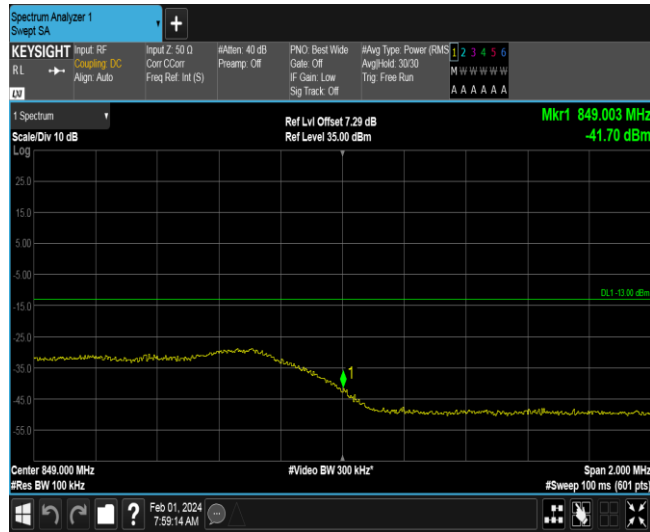 Spectrum Analyzer 1
Swept SA
+
KEYSIGHT
RL
LXI
Input: RF
Coupling: DC
Align: Auto
Input Z: 50 Ω
Corr CCorr
Freq Ref: Int (S)
#Atten: 40 dB
Preamp: Off
PNO: Best Wide
Gate: Off
IF Gain: Low
Sig Track: Off
#Avg Type: Power (RMS
Avg|Hold: 30/30
Trig: Free Run
1 2 3 4 5 6
M W W W W W
A A A A A A
1 Spectrum
Scale/Div 10 dB
Ref Lvl Offset 7.29 dB
Ref Level 35.00 dBm
Mkr1 849.003 MHz
-41.70 dBm
Log
25.0
15.0
5.00
-5.00
DL1 -13.00 dBm
-15.0
-25.0
-35.0
1
-45.0
-55.0
Center 849.000 MHz
#Video BW 300 kHz*
Span 2.000 MHz
#Res BW 100 kHz
#Sweep 100 ms (601 pts)
?
Feb 01, 2024
7:59:14 AM